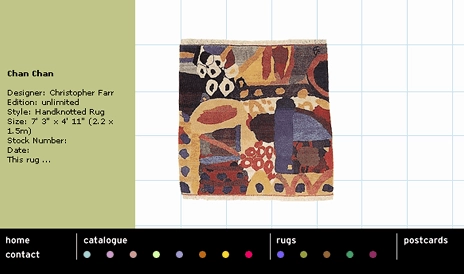 Chan Chan
Designer: Christopher Farr
Edition: unlimited
Style: Handknotted Rug
Size: 7' 3" x 4' 11" (2.2 x
1.5m)
Stock Number:
Date:
This rug ...
home
catalogue
rugs
postcards
contact